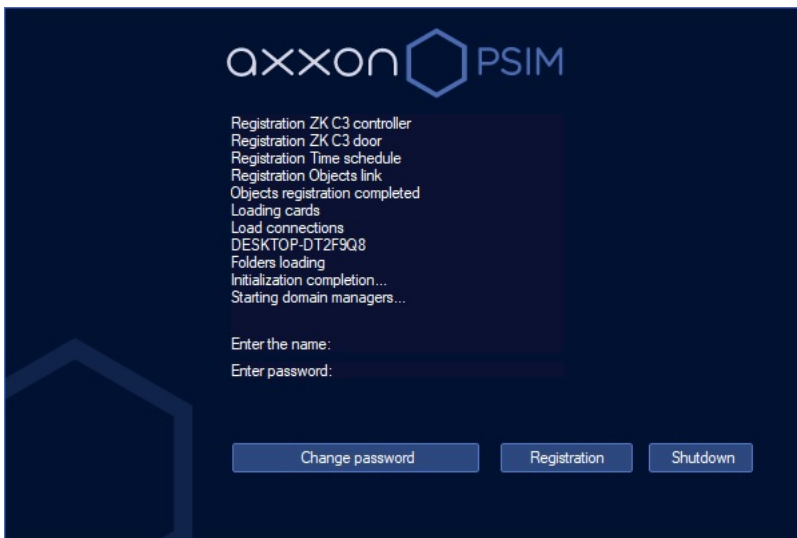 axxon PSIM
Registration ZK C3 controller
Registration ZK C3 door
Registration Time schedule
Registration Objects link
Objects registration completed
Loading cards
Load connections
DESKTOP-DT2F9Q8
Folders loading
Initialization completion...
Starting domain managers...
Enter the name:
Enter password:
Change password Registration Shutdown